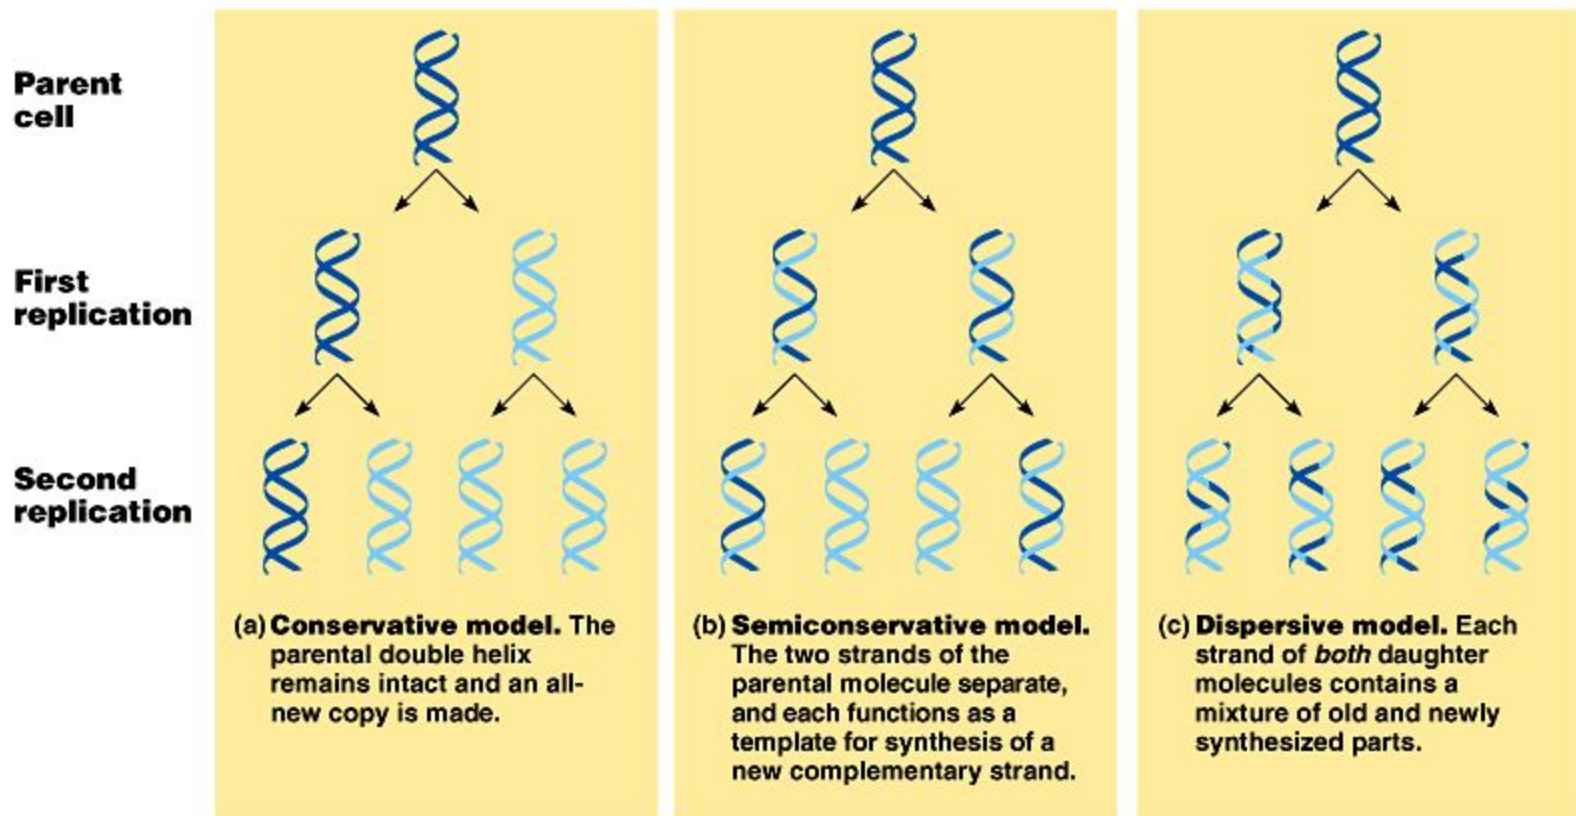 Parent
cell
First
replication
Second
replication
(a) Conservative model. The
parental double helix
remains intact and an all-
new copy is made.
(b) Semiconservative model.
The two strands of the
parental molecule separate,
and each functions as a
template for synthesis of a
new complementary strand.
(c) Dispersive model. Each
strand of both daughter
molecules contains a
mixture of old and newly
synthesized parts.